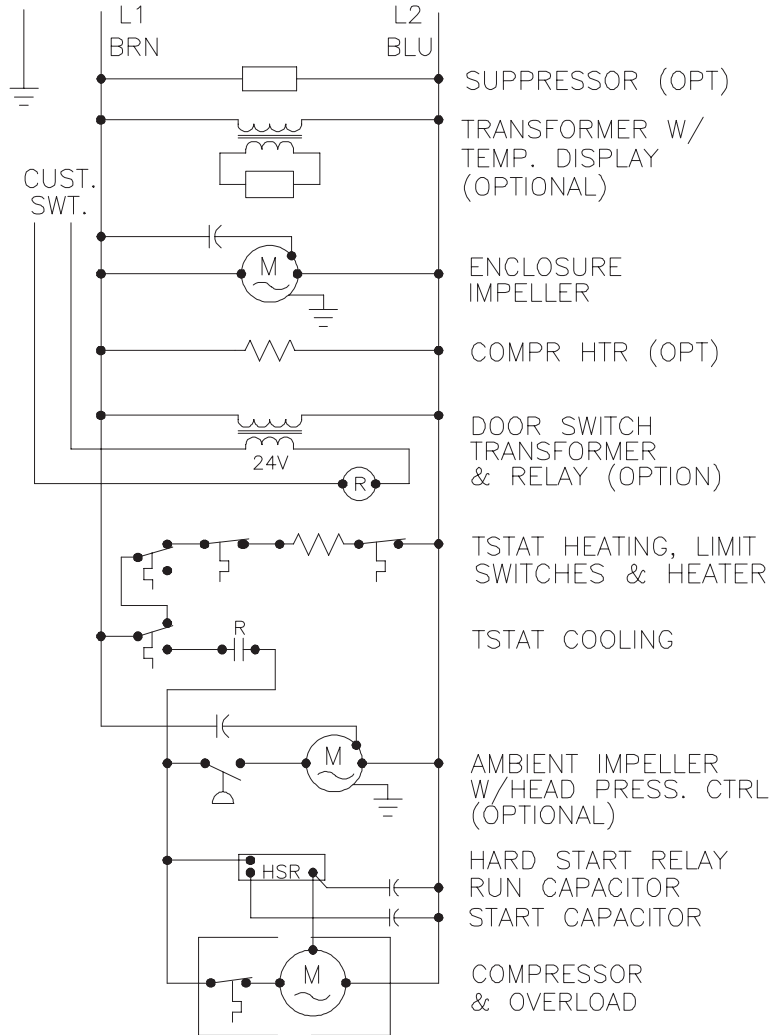 L1
BRN
L2
BLU
SUPPRESSOR (OPT)
TRANSFORMER W/
TEMP. DISPLAY
(OPTIONAL)
CUST.
SWT.
M
ENCLOSURE
IMPELLER
COMPR HTR (OPT)
24V
R
DOOR SWITCH
TRANSFORMER
& RELAY (OPTION)
TSTAT HEATING, LIMIT
SWITCHES & HEATER
R
TSTAT COOLING
M
AMBIENT IMPELLER
W/HEAD PRESS. CTRL
(OPTIONAL)
HSR
HARD START RELAY
RUN CAPACITOR
START CAPACITOR
M
COMPRESSOR
& OVERLOAD